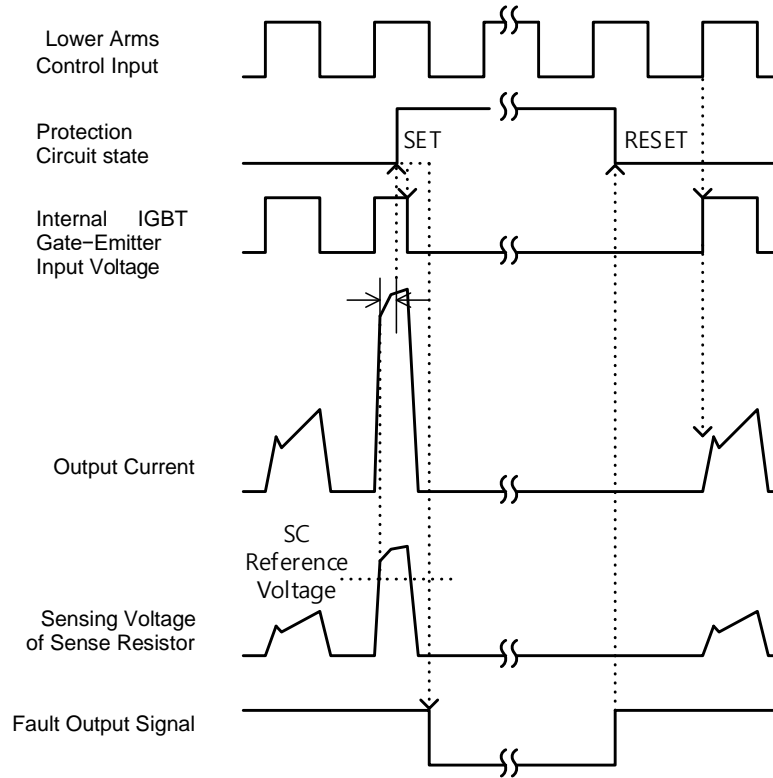 Lower Arms
Control Input
Protection
Circuit state
SET
RESET
Internal IGBT
Gate−Emitter
Input Voltage
Output Current
SC
Reference
Voltage
Sensing Voltage
of Sense Resistor
Fault Output Signal